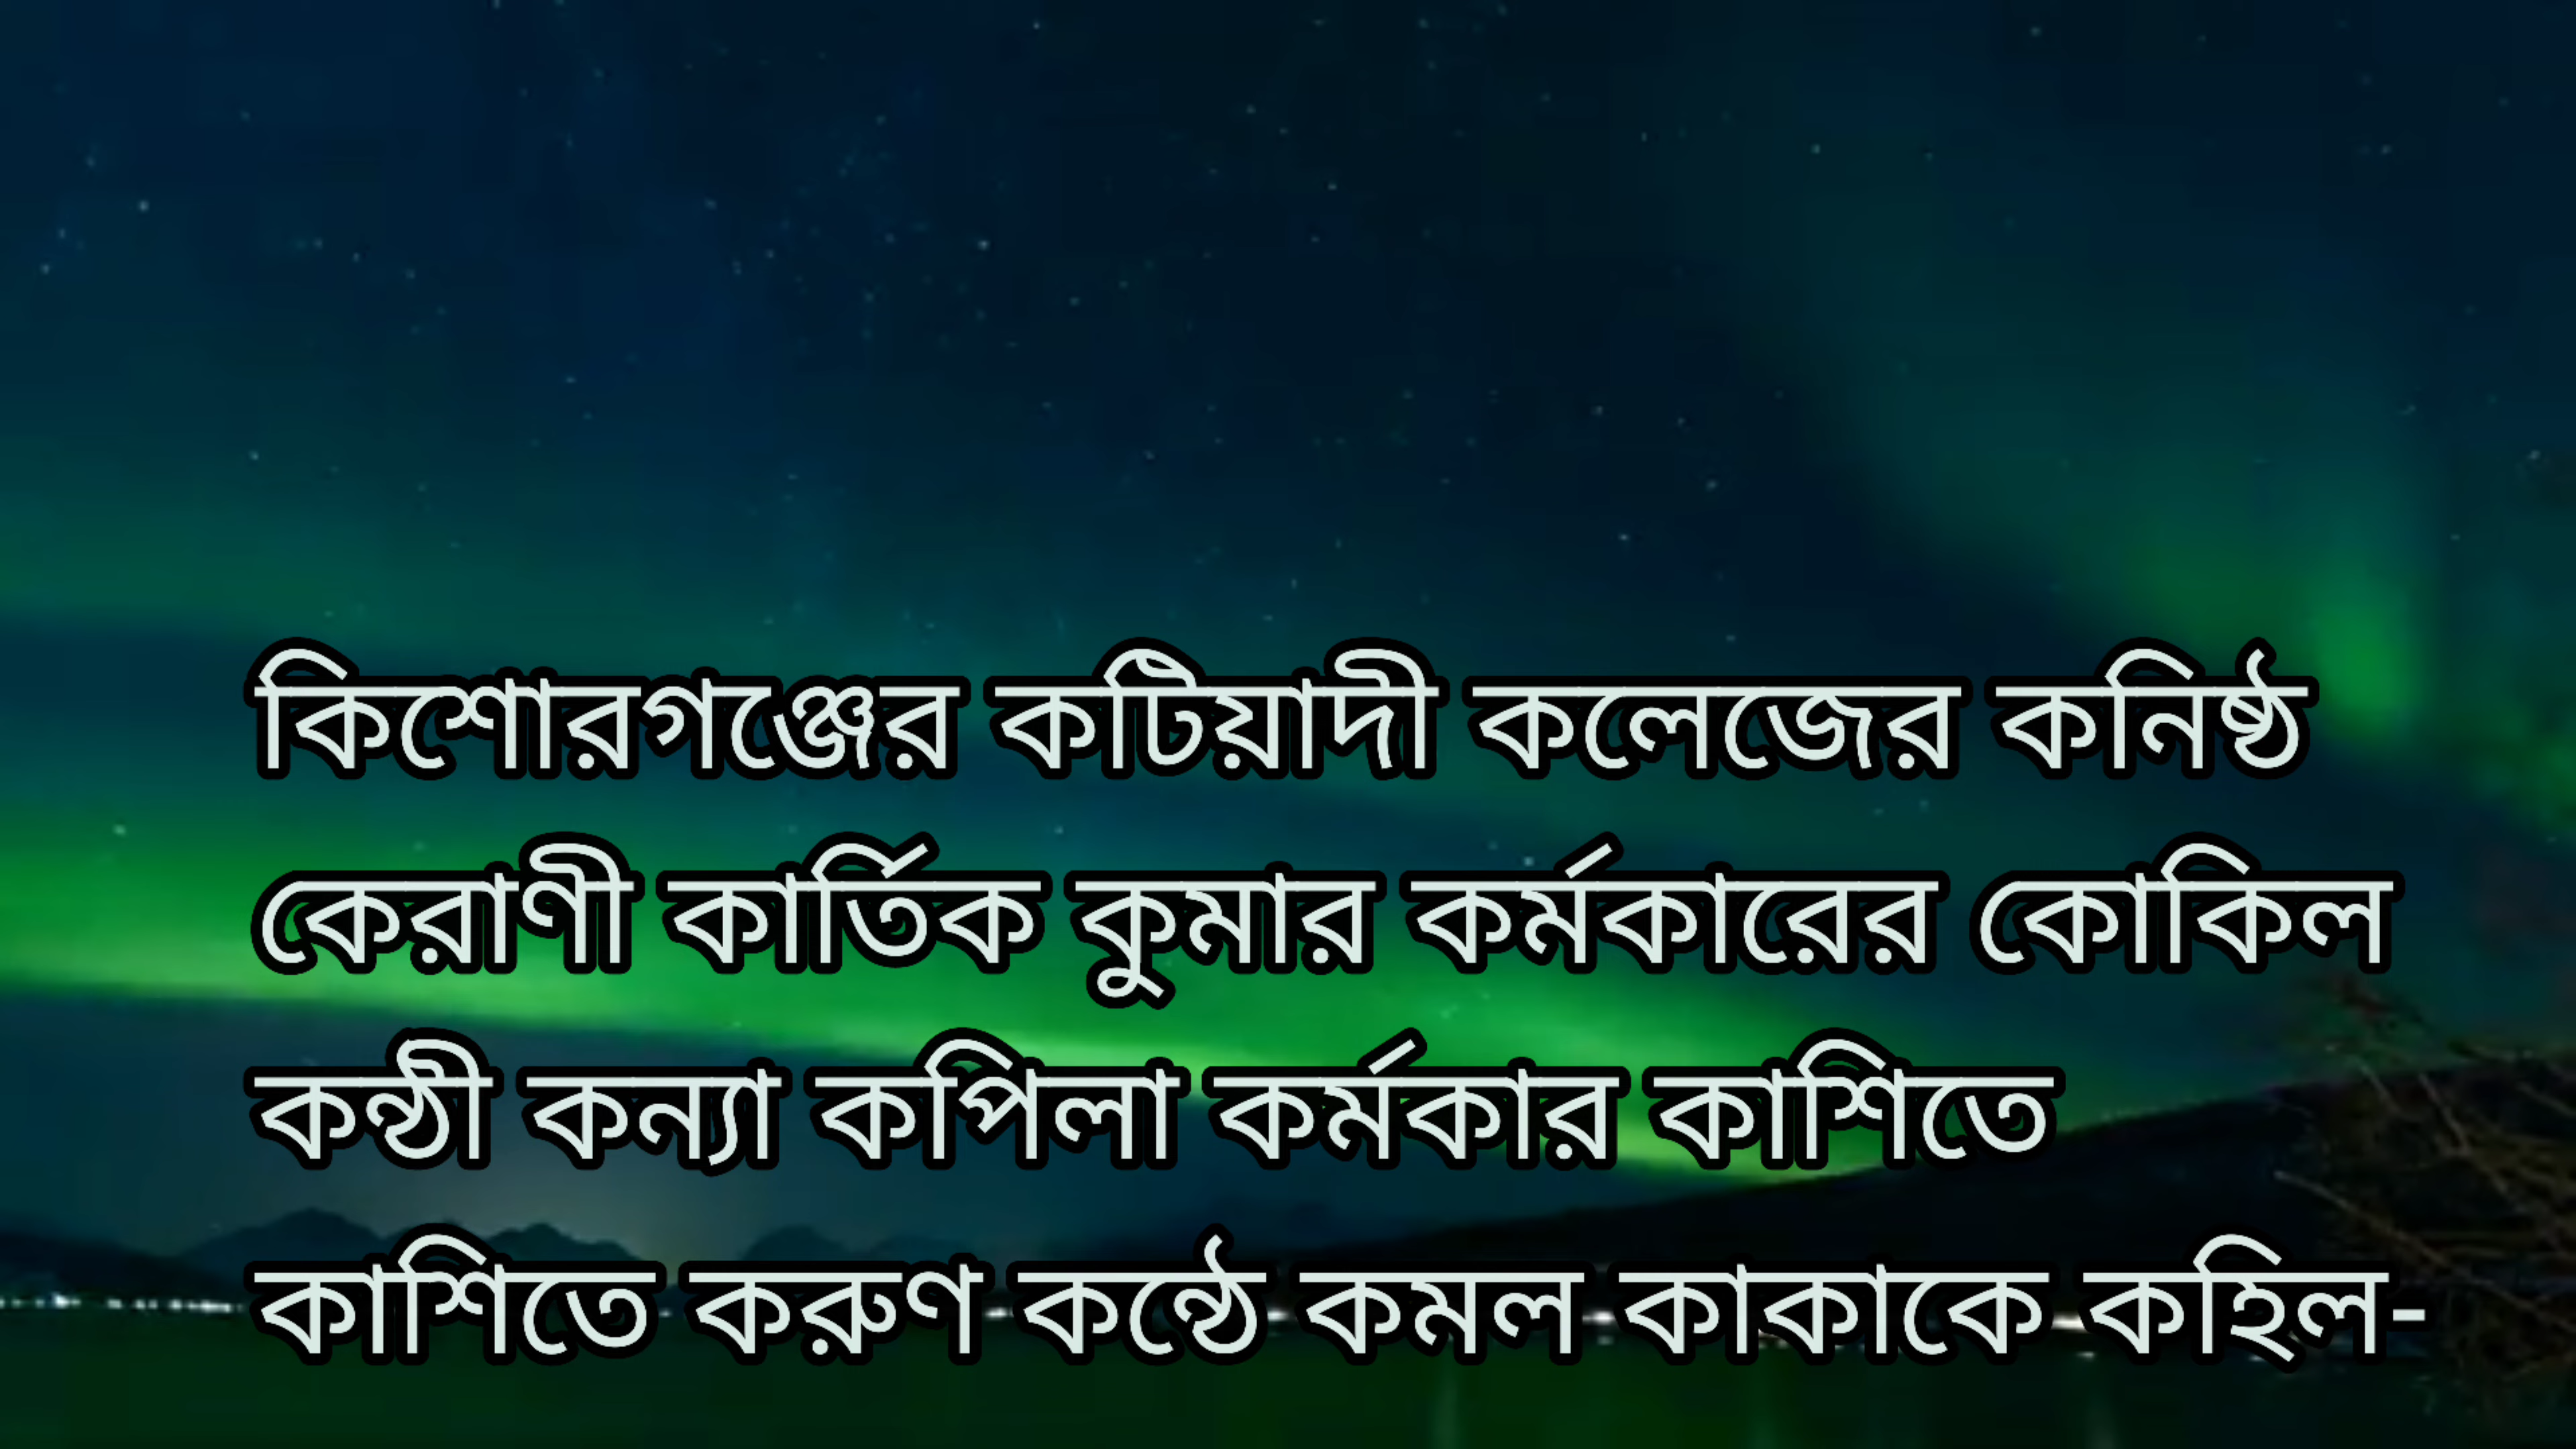 কিশোরগঞ্জের কটিয়াদী কলেজের কনিষ্ঠ
কেরাণী কার্তিক কুমার কর্মকারের কোকিল
কন্ঠী কন্যা কপিলা কর্মকার কাশিতে
কাশিতে করুণ কন্ঠে কমল কাকাকে কহিল-